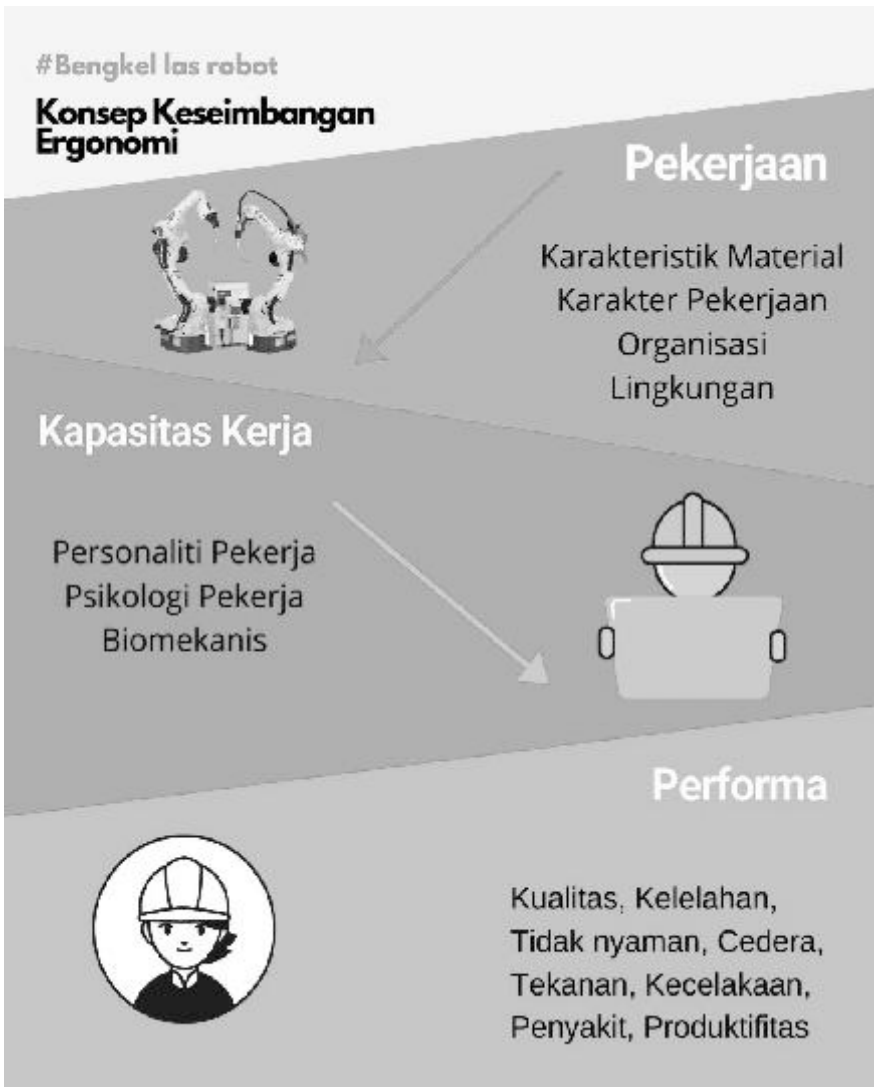 #Bengkel las robot
Konsep Keseimbangan
Ergonomi
Pekerjaan
Karakteristik Material
Karakter Pekerjaan
Organisasi
Lingkungan
Kapasitas Kerja
Personaliti Pekerja
Psikologi Pekerja
Biomekanis
Performa
Kualitas, Kelelahan,
Tidak nyaman, Cedera,
Tekanan, Kecelakaan,
Penyakit, Produktifitas